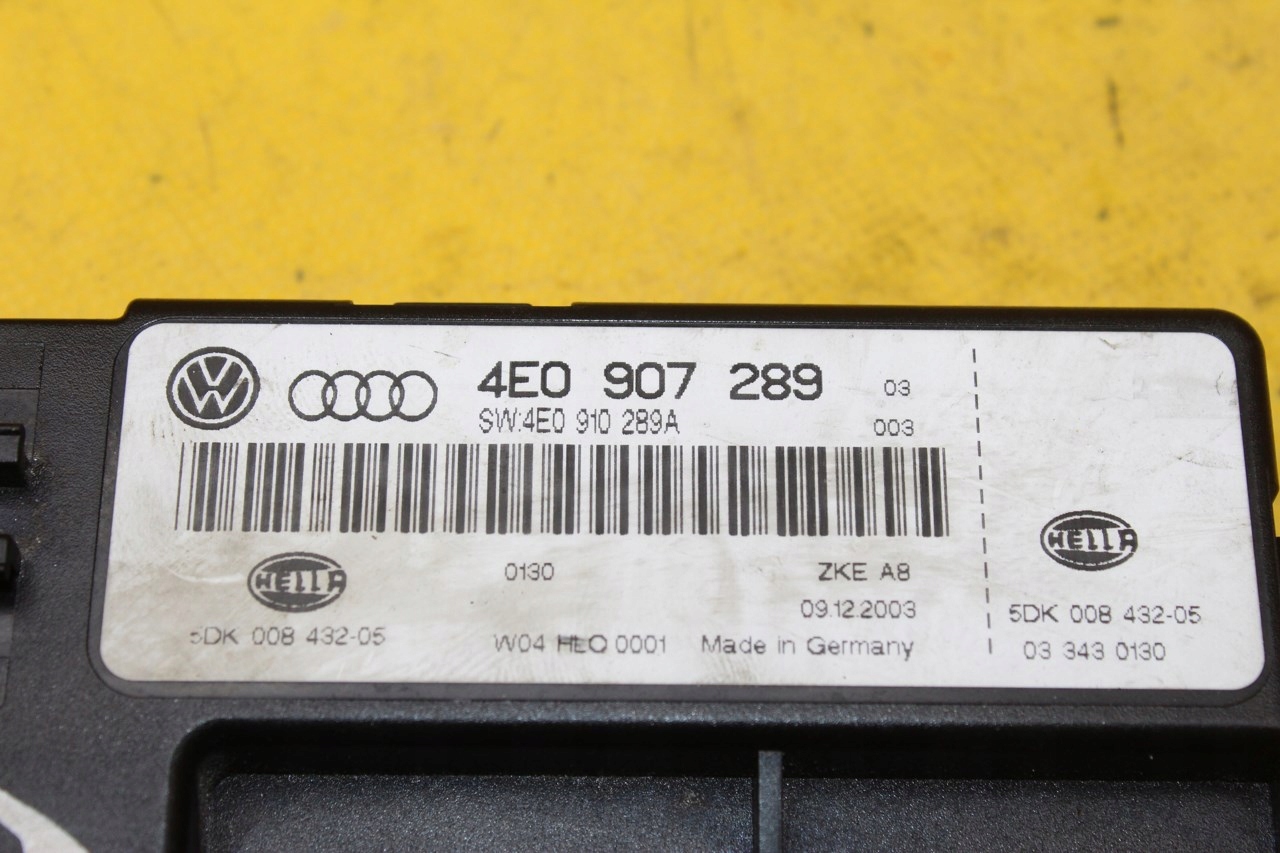 4E0 907 289 03
SW:4E0 910 289A 003
HELLA
0130 ZKE A8
09.12.2003
5DK 008 432-05 W04 HLO 0001 Made in Germany
HELLA
5DK 008 432-05
03 343 0130